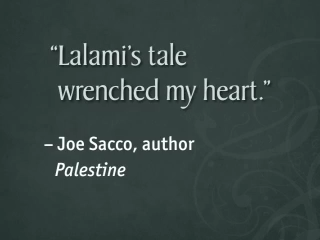 “Lalami’s tale
wrenched my heart.”
– Joe Sacco, author
Palestine